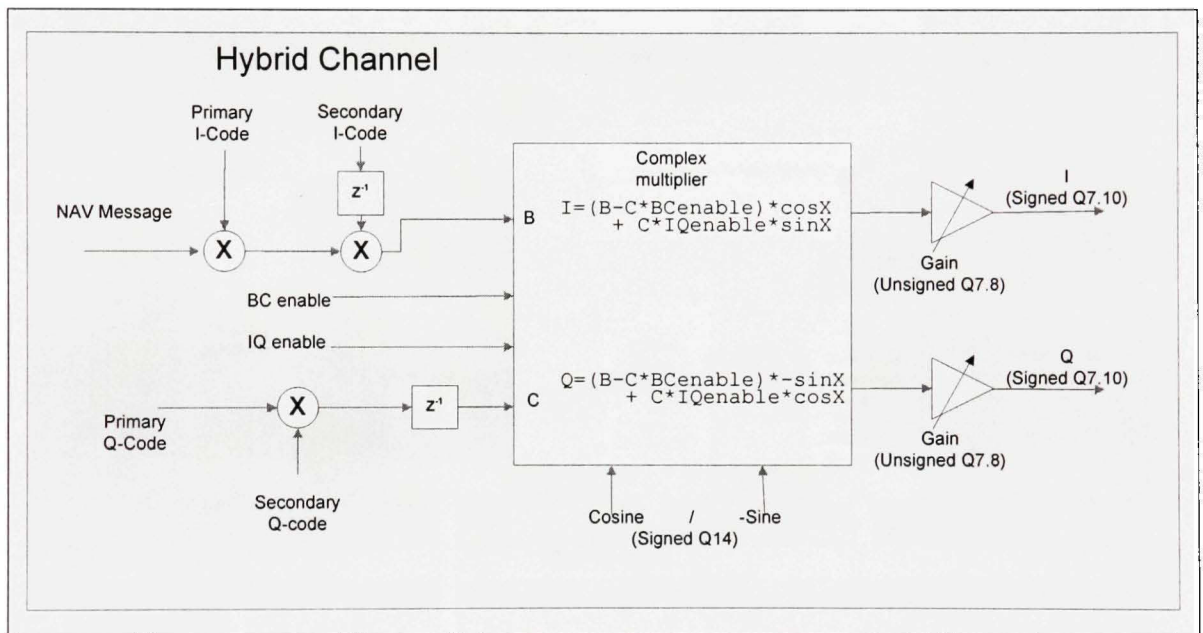 Hybrid Channel
Primary
I-Code
Secondary
I-Code
Z-1
NAV Message
X
X
BC enable
IQ enable
Primary
Q-Code
X
Secondary
Q-code
Z-1
B
C
Complex
multiplier
I=(B-C*BCenable)*cosX
+ C*IQenable*sinX
Q=(B-C*BCenable)*-sinX
+ C*IQenable*cosX
Cosine / -Sine
(Signed Q14)
I
(Signed Q7.10)
Gain
(Unsigned Q7.8)
Q
(Signed Q7.10)
Gain
(Unsigned Q7.8)